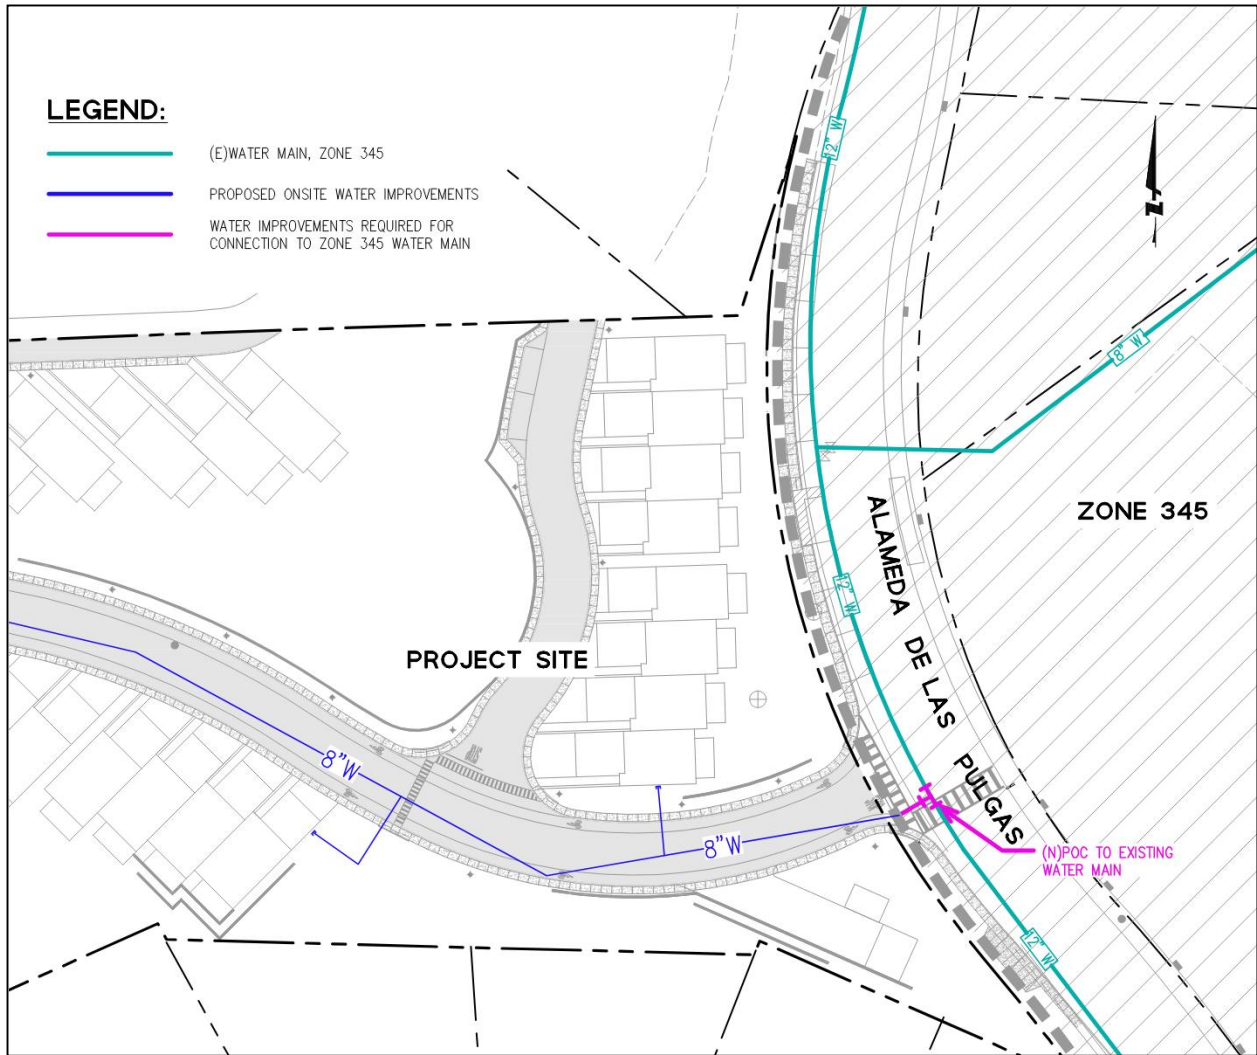 LEGEND:
(E)WATER MAIN, ZONE 345
PROPOSED ONSITE WATER IMPROVEMENTS
WATER IMPROVEMENTS REQUIRED FOR
CONNECTION TO ZONE 345 WATER MAIN
12" W
N
8" W
ZONE 345
ALAMEDA DE LAS PULGAS
12" W
PROJECT SITE
8"W
8"W
(N)POC TO EXISTING
WATER MAIN
12" W